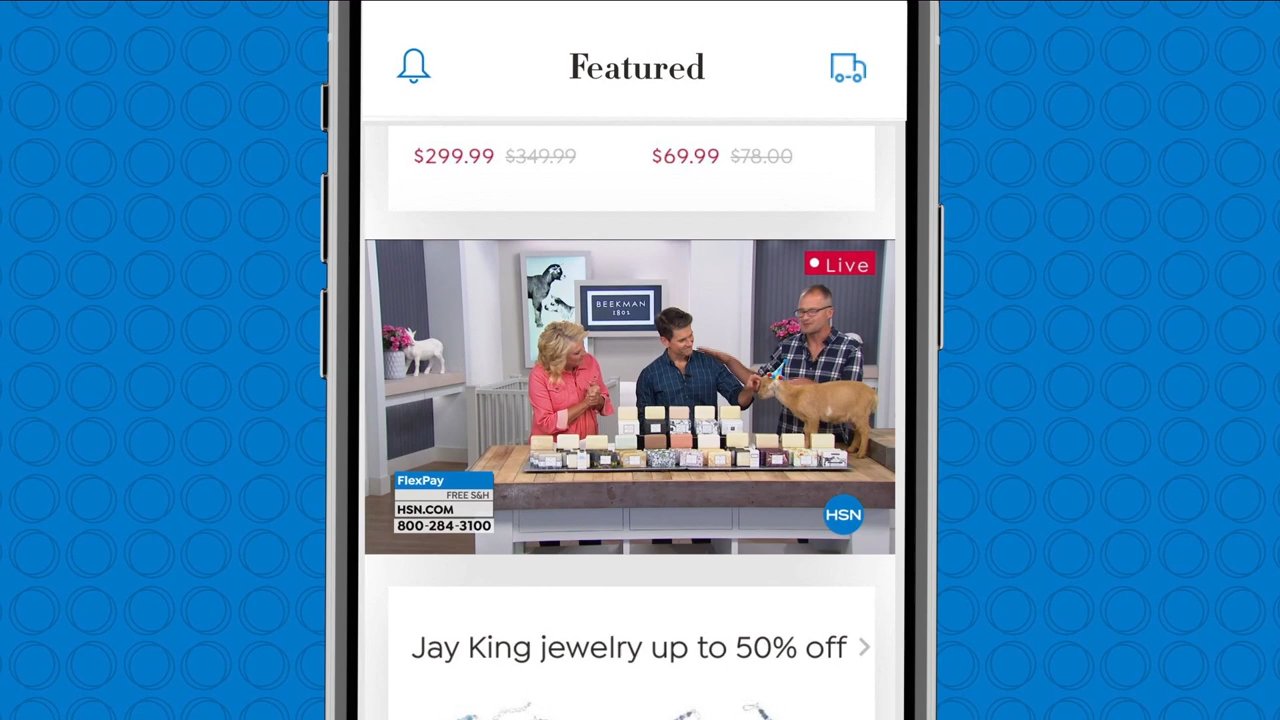 Featured
$299.99 $349.99 $69.99 $78.00
Live
BEEKMAN
1802
FlexPay
FREE S&H
HSN.COM
800-284-3100
HSN
Jay King jewelry up to 50% off